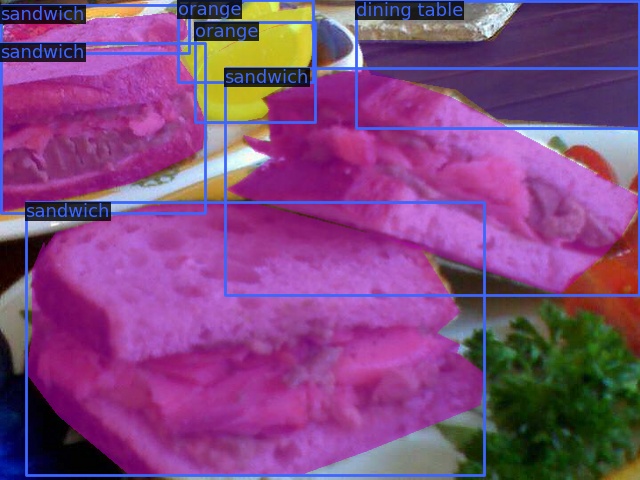 sandwich
orange
dining table
orange
sandwich
sandwich
sandwich